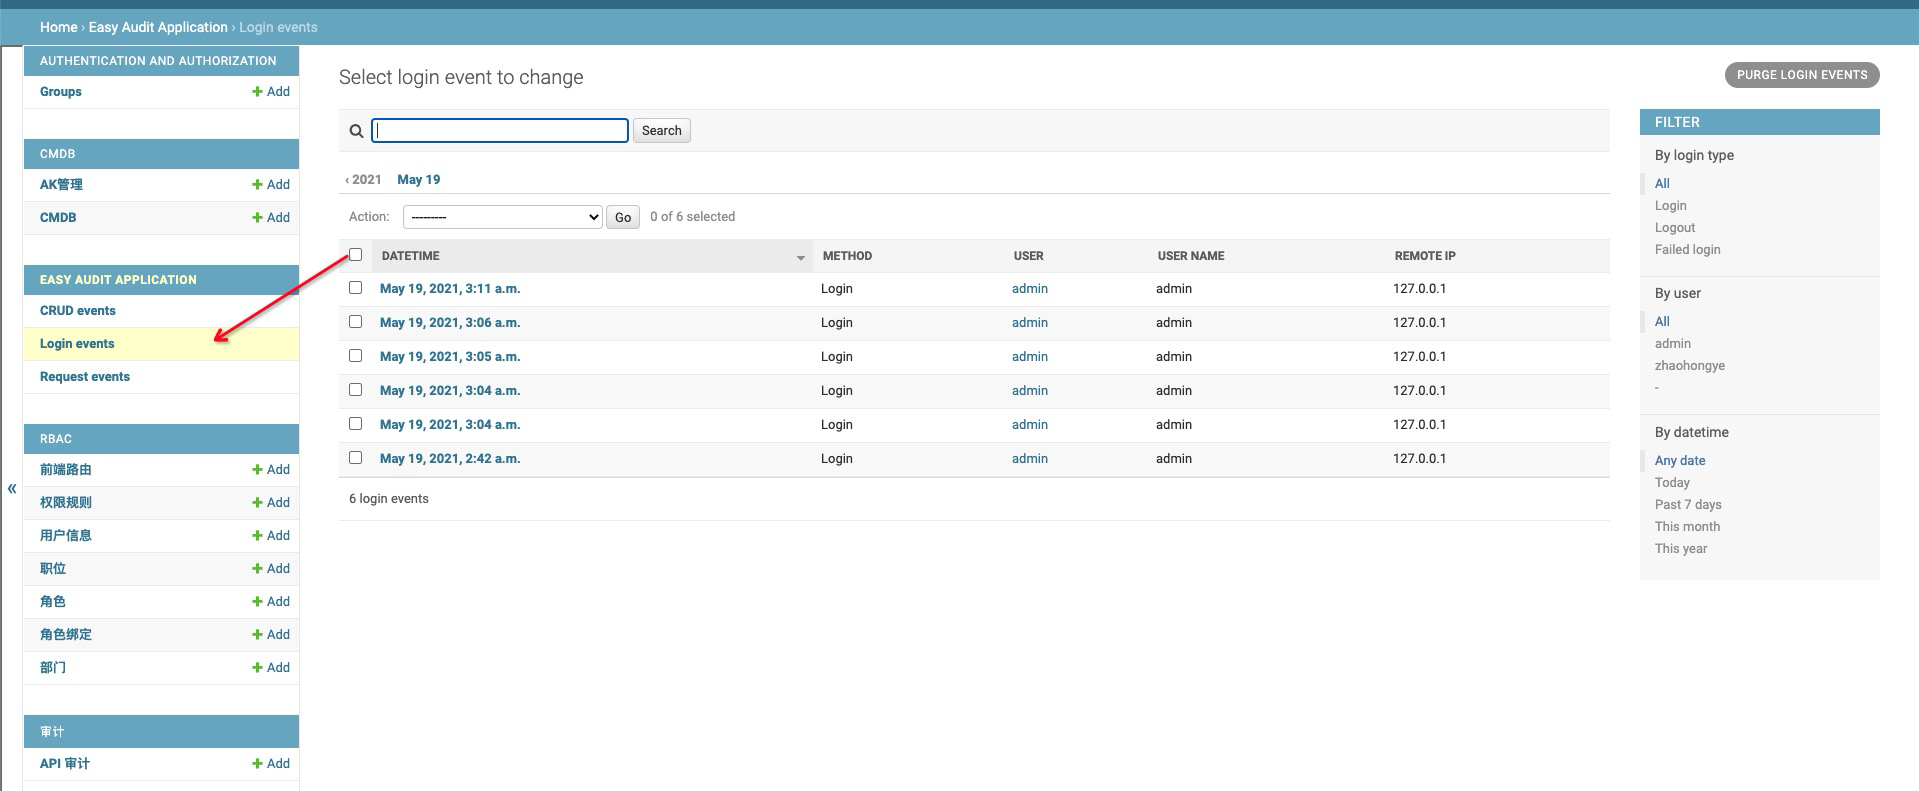 Home › Easy Audit Application › Login events
AUTHENTICATION AND AUTHORIZATION
Groups + Add
CMDB
AK管理 + Add
CMDB + Add
EASY AUDIT APPLICATION
CRUD events
Login events
Request events
RBAC
前端路由 + Add
权限规则 + Add
用户信息 + Add
职位 + Add
角色 + Add
角色绑定 + Add
部门 + Add
审计
API 审计 + Add
«
Select login event to change
PURGE LOGIN EVENTS
Search
‹ 2021 May 19
Action: --------- Go 0 of 6 selected
DATETIME METHOD USER USER NAME REMOTE IP
May 19, 2021, 3:11 a.m. Login admin admin 127.0.0.1
May 19, 2021, 3:06 a.m. Login admin admin 127.0.0.1
May 19, 2021, 3:05 a.m. Login admin admin 127.0.0.1
May 19, 2021, 3:04 a.m. Login admin admin 127.0.0.1
May 19, 2021, 3:04 a.m. Login admin admin 127.0.0.1
May 19, 2021, 2:42 a.m. Login admin admin 127.0.0.1
6 login events
FILTER
By login type
All
Login
Logout
Failed login
By user
All
admin
zhaohongye
-
By datetime
Any date
Today
Past 7 days
This month
This year